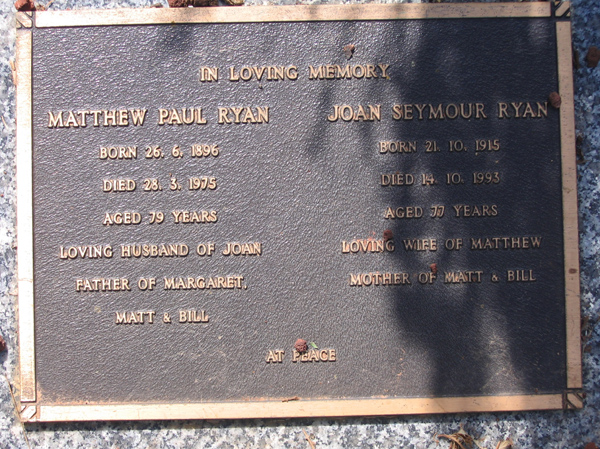 IN LOVING MEMORY
MATTHEW PAUL RYAN
BORN 26. 6. 1896
DIED 28. 3. 1975
AGED 79 YEARS
LOVING HUSBAND OF JOAN
FATHER OF MARGARET,
MATT & BILL
JOAN SEYMOUR RYAN
BORN 21. 10. 1915
DIED 14. 10. 1993
AGED 77 YEARS
LOVING WIFE OF MATTHEW
MOTHER OF MATT & BILL
AT PEACE